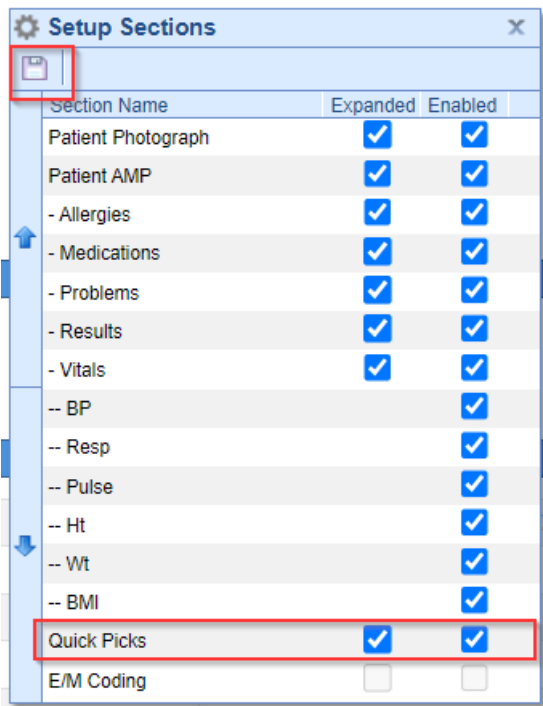 Setup Sections
Section Name Expanded Enabled
Patient Photograph
Patient AMP
- Allergies
- Medications
- Problems
- Results
- Vitals
-- BP
-- Resp
-- Pulse
-- Ht
-- Wt
-- BMI
Quick Picks
E/M Coding